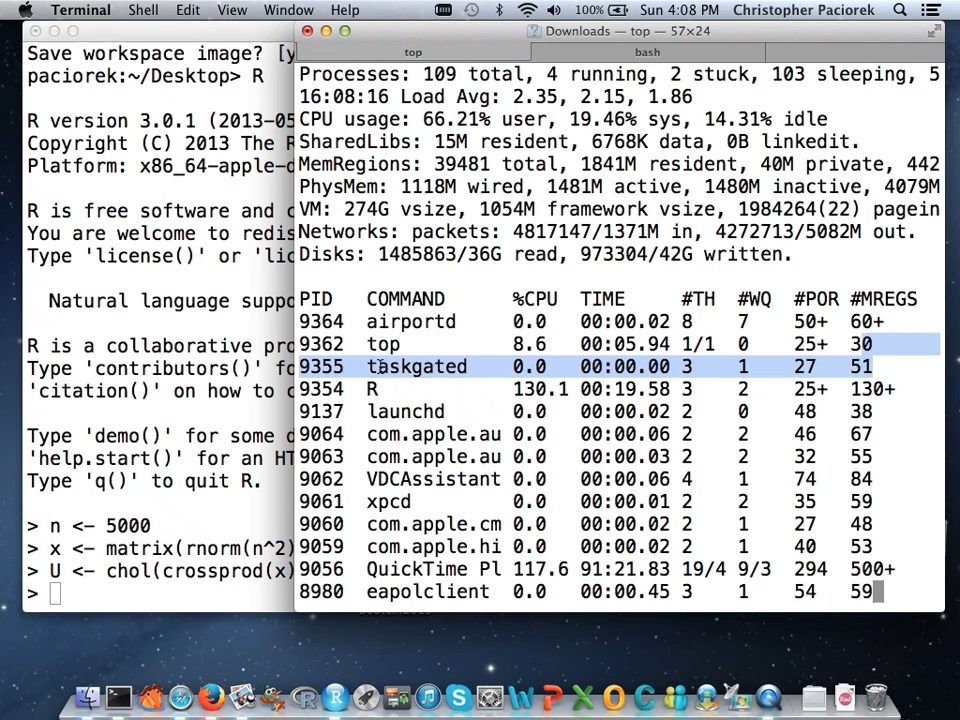 Terminal Shell Edit View Window Help 100% Sun 4:08 PM Christopher Paciorek
Save workspace image? [y
paciorek:~/Desktop> R
R version 3.0.1 (2013-05
Copyright (C) 2013 The R
Platform: x86_64-apple-d
R is free software and c
You are welcome to redis
Type 'license()' or 'lic
Natural language suppo
R is a collaborative pro
Type 'contributors()' fo
'citation()' on how to c
Type 'demo()' for some d
'help.start()' for an HT
Type 'q()' to quit R.
> n <- 5000
> x <- matrix(rnorm(n^2)
> U <- chol(crossprod(x)
>
Downloads — top — 57×24
top bash
Processes: 109 total, 4 running, 2 stuck, 103 sleeping, 5
16:08:16 Load Avg: 2.35, 2.15, 1.86
CPU usage: 66.21% user, 19.46% sys, 14.31% idle
SharedLibs: 15M resident, 6768K data, 0B linkedit.
MemRegions: 39481 total, 1841M resident, 40M private, 442
PhysMem: 1118M wired, 1481M active, 1480M inactive, 4079M
VM: 274G vsize, 1054M framework vsize, 1984264(22) pagein
Networks: packets: 4817147/1371M in, 4272713/5082M out.
Disks: 1485863/36G read, 973304/42G written.
PID COMMAND %CPU TIME #TH #WQ #POR #MREGS
9364 airportd 0.0 00:00.02 8 7 50+ 60+
9362 top 8.6 00:05.94 1/1 0 25+ 30
9355 taskgated 0.0 00:00.00 3 1 27 51
9354 R 130.1 00:19.58 3 2 25+ 130+
9137 launchd 0.0 00:00.02 2 0 48 38
9064 com.apple.au 0.0 00:00.06 2 2 46 67
9063 com.apple.au 0.0 00:00.03 2 2 32 55
9062 VDCAssistant 0.0 00:00.06 4 1 74 84
9061 xpcd 0.0 00:00.01 2 2 35 59
9060 com.apple.cm 0.0 00:00.02 2 1 27 48
9059 com.apple.hi 0.0 00:00.02 2 1 40 53
9056 QuickTime Pl 117.6 91:21.83 19/4 9/3 294 500+
8980 eapolclient 0.0 00:00.45 3 1 54 59